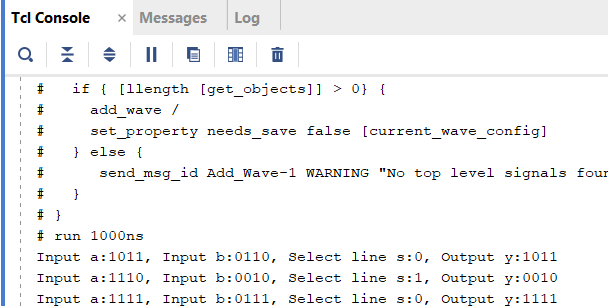 Tcl Console × Messages Log
# if { [llength [get_objects]] > 0} {
# add_wave /
# set_property needs_save false [current_wave_config]
# } else {
# send_msg_id Add_Wave-1 WARNING "No top level signals foun
# }
# }
# run 1000ns
Input a:1011, Input b:0110, Select line s:0, Output y:1011
Input a:1110, Input b:0010, Select line s:1, Output y:0010
Input a:1111, Input b:0111, Select line s:0, Output y:1111